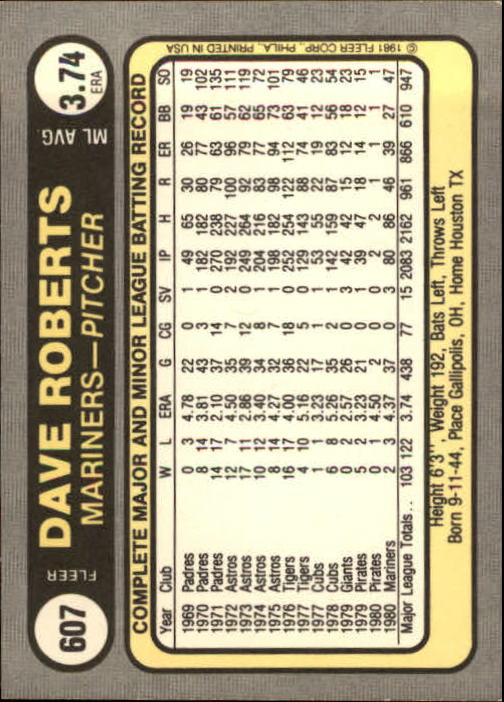 607
FLEER
DAVE ROBERTS
MARINERS—PITCHER
ML AVG.
3.74
ERA
COMPLETE MAJOR AND MINOR LEAGUE BATTING RECORD
Year Club W L ERA G CG SV IP H R ER BB SO
1969 Padres 0 3 4.78 22 0 1 49 65 30 26 19 19
1970 Padres 8 14 3.81 43 3 1 182 182 80 77 43 102
1971 Padres 14 17 2.10 37 14 0 270 238 79 63 61 135
1972 Astros 12 7 4.50 35 7 2 192 227 100 96 57 111
1973 Astros 17 11 2.86 39 12 0 249 264 92 79 62 119
1974 Astros 10 12 3.40 34 8 1 204 216 83 77 65 72
1975 Astros 8 14 4.27 32 7 1 198 182 98 94 73 101
1976 Tigers 16 17 4.00 36 18 0 252 254 122 112 63 79
1977 Tigers 4 10 5.16 22 5 0 129 143 88 74 41 46
1977 Cubs 1 1 3.23 17 1 1 53 55 22 19 12 23
1978 Cubs 6 8 5.26 35 2 1 142 159 87 83 56 54
1979 Giants 0 2 2.57 26 0 3 42 42 15 12 18 23
1979 Pirates 5 2 3.23 21 0 1 39 47 18 14 12 15
1980 Pirates 0 1 4.50 2 0 0 2 2 1 1 1 1
1980 Mariners 2 3 4.37 37 0 3 80 86 46 39 27 47
Major League Totals.. 103 122 3.74 438 77 15 2083 2162 961 866 610 947
Height 6'3", Weight 192, Bats Left, Throws Left
Born 9-11-44, Place Gallipolis, OH, Home Houston TX
© 1981 FLEER CORP., PHILA., PRINTED IN USA